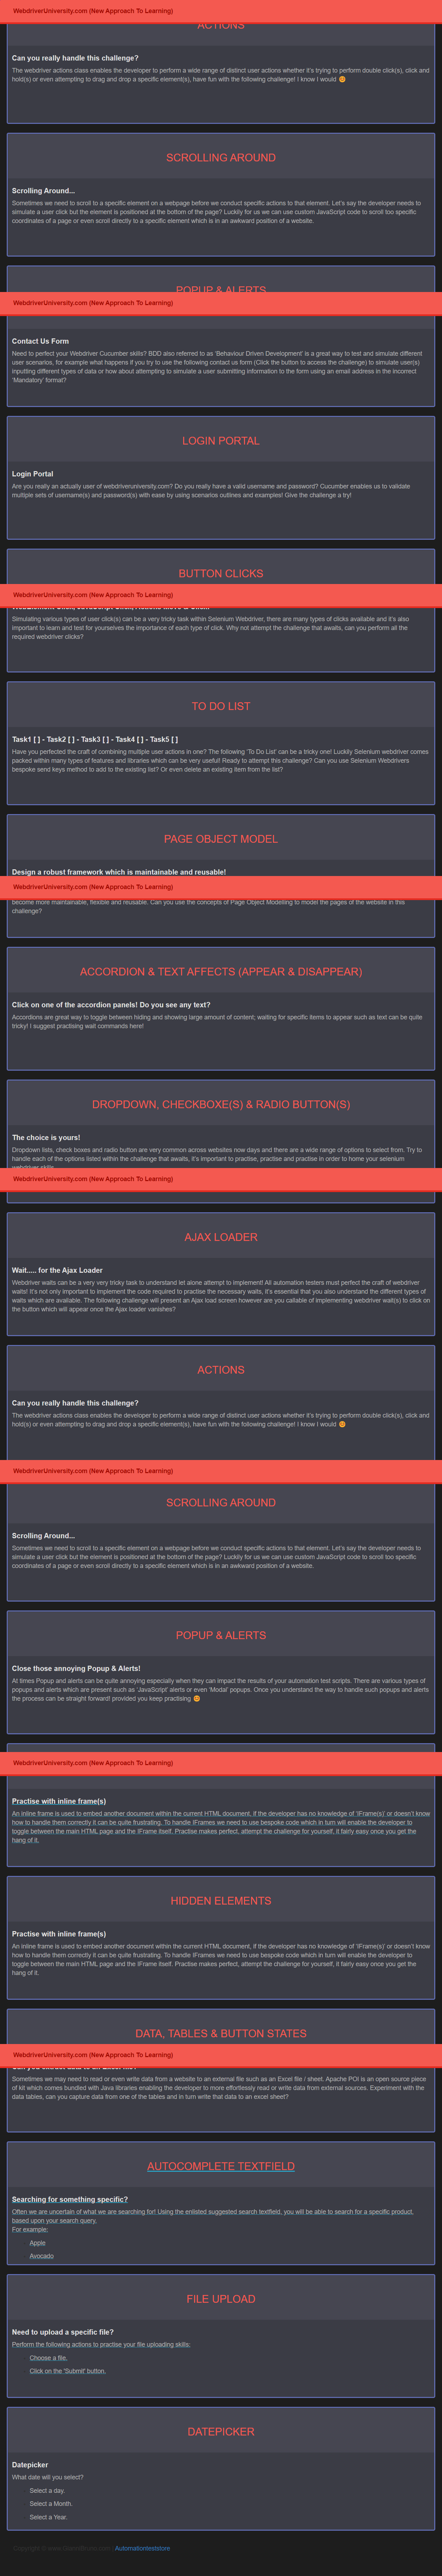 WebdriverUniversity.com (New Approach To Learning)
ACTIONS
Can you really handle this challenge?
The webdriver actions class enables the developer to perform a wide range of distinct user actions whether it's trying to perform double click(s), click and
hold(s) or even attempting to drag and drop a specific element(s), have fun with the following challenge! I know I would 🙂
SCROLLING AROUND
Scrolling Around...
Sometimes we need to scroll to a specific element on a webpage before we conduct specific actions to that element. Let's say the developer needs to
simulate a user click but the element is positioned at the bottom of the page? Luckily for us we can use custom JavaScript code to scroll too specific
coordinates of a page or even scroll directly to a specific element which is in an awkward position of a website.
POPUP & ALERTS
WebdriverUniversity.com (New Approach To Learning)
Contact Us Form
Need to perfect your Webdriver Cucumber skills? BDD also referred to as 'Behaviour Driven Development' is a great way to test and simulate different
user scenarios, for example what happens if you try to use the following contact us form (Click the button to access the challenge) to simulate user(s)
inputting different types of data or how about attempting to simulate a user submitting information to the form using an email address in the incorrect
'Mandatory' format?
LOGIN PORTAL
Login Portal
Are you really an actually user of webdriveruniversity.com? Do you really have a valid username and password? Cucumber enables us to validate
multiple sets of username(s) and password(s) with ease by using scenarios outlines and examples! Give the challenge a try!
BUTTON CLICKS
WebdriverUniversity.com (New Approach To Learning)
WebElement Click, JavaScript Click, Actions Move & Click!
Simulating various types of user click(s) can be a very tricky task within Selenium Webdriver, there are many types of clicks available and it's also
important to learn and test for yourselves the importance of each type of click. Why not attempt the challenge that awaits, can you perform all the
required webdriver clicks?
TO DO LIST
Task1 [ ] - Task2 [ ] - Task3 [ ] - Task4 [ ] - Task5 [ ]
Have you perfected the craft of combining multiple user actions in one? The following 'To Do List' can be a tricky one! Luckily Selenium webdriver comes
packed within many types of features and libraries which can be very useful! Ready to attempt this challenge? Can you use Selenium Webdrivers
bespoke send keys method to add to the existing list? Or even delete an existing item from the list?
PAGE OBJECT MODEL
Design a robust framework which is maintainable and reusable!
WebdriverUniversity.com (New Approach To Learning)
become more maintainable, flexible and reusable. Can you use the concepts of Page Object Modelling to model the pages of the website in this
challenge?
ACCORDION & TEXT AFFECTS (APPEAR & DISAPPEAR)
Click on one of the accordion panels! Do you see any text?
Accordions are great way to toggle between hiding and showing large amount of content; waiting for specific items to appear such as text can be quite
tricky! I suggest practising wait commands here!
DROPDOWN, CHECKBOXE(S) & RADIO BUTTON(S)
The choice is yours!
Dropdown lists, check boxes and radio button are very common across websites now days and there are a wide range of options to select from. Try to
handle each of the options listed within the challenge that awaits, it's important to practise, practise and practise in order to home your selenium
webdriver skills.
WebdriverUniversity.com (New Approach To Learning)
AJAX LOADER
Wait..... for the Ajax Loader
Webdriver waits can be a very very tricky task to understand let alone attempt to implement! All automation testers must perfect the craft of webdriver
waits! It's not only important to implement the code required to practise the necessary waits, it's essential that you also understand the different types of
waits which are available. The following challenge will present an Ajax load screen however are you callable of implementing webdriver wait(s) to click on
the button which will appear once the Ajax loader vanishes?
ACTIONS
Can you really handle this challenge?
The webdriver actions class enables the developer to perform a wide range of distinct user actions whether it's trying to perform double click(s), click and
hold(s) or even attempting to drag and drop a specific element(s), have fun with the following challenge! I know I would 🙂
WebdriverUniversity.com (New Approach To Learning)
SCROLLING AROUND
Scrolling Around...
Sometimes we need to scroll to a specific element on a webpage before we conduct specific actions to that element. Let's say the developer needs to
simulate a user click but the element is positioned at the bottom of the page? Luckily for us we can use custom JavaScript code to scroll too specific
coordinates of a page or even scroll directly to a specific element which is in an awkward position of a website.
POPUP & ALERTS
Close those annoying Popup & Alerts!
At times Popup and alerts can be quite annoying especially when they can impact the results of your automation test scripts. There are various types of
popups and alerts which are present such as 'JavaScript' alerts or even 'Modal' popups. Once you understand the way to handle such popups and alerts
the process can be straight forward! provided you keep practising 🙂
WebdriverUniversity.com (New Approach To Learning)
Practise with inline frame(s)
An inline frame is used to embed another document within the current HTML document, if the developer has no knowledge of 'IFrame(s)' or doesn't know
how to handle them correctly it can be quite frustrating. To handle IFrames we need to use bespoke code which in turn will enable the developer to
toggle between the main HTML page and the IFrame itself. Practise makes perfect, attempt the challenge for yourself, it fairly easy once you get the
hang of it.
HIDDEN ELEMENTS
Practise with inline frame(s)
An inline frame is used to embed another document within the current HTML document, if the developer has no knowledge of 'IFrame(s)' or doesn't know
how to handle them correctly it can be quite frustrating. To handle IFrames we need to use bespoke code which in turn will enable the developer to
toggle between the main HTML page and the IFrame itself. Practise makes perfect, attempt the challenge for yourself, it fairly easy once you get the
hang of it.
DATA, TABLES & BUTTON STATES
WebdriverUniversity.com (New Approach To Learning)
Sometimes we may need to read or even write data from a website to an external file such as an Excel file / sheet. Apache POI is an open source piece
of kit which comes bundled with Java libraries enabling the developer to more effortlessly read or write data from external sources. Experiment with the
data tables, can you capture data from one of the tables and in turn write that data to an excel sheet?
AUTOCOMPLETE TEXTFIELD
Searching for something specific?
Often we are uncertain of what we are searching for! Using the enlisted suggested search textfield, you will be able to search for a specific product,
based upon your search query.
For example:
Apple
Avocado
FILE UPLOAD
Need to upload a specific file?
Perform the following actions to practise your file uploading skills:
Choose a file.
Click on the 'Submit' button.
DATEPICKER
Datepicker
What date will you select?
Select a day.
Select a Month.
Select a Year.
Automationteststore